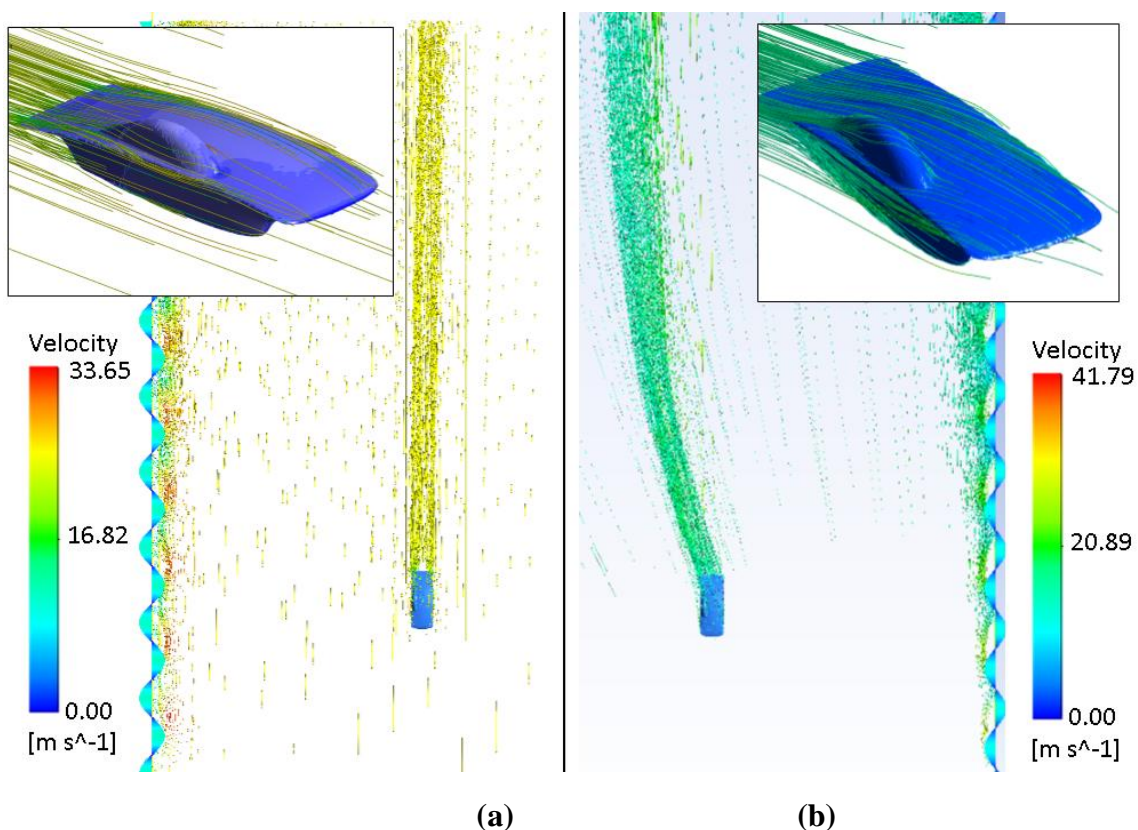 Velocity
33.65
16.82
0.00
[m s^-1]
Velocity
41.79
20.89
0.00
[m s^-1]
(a)
(b)